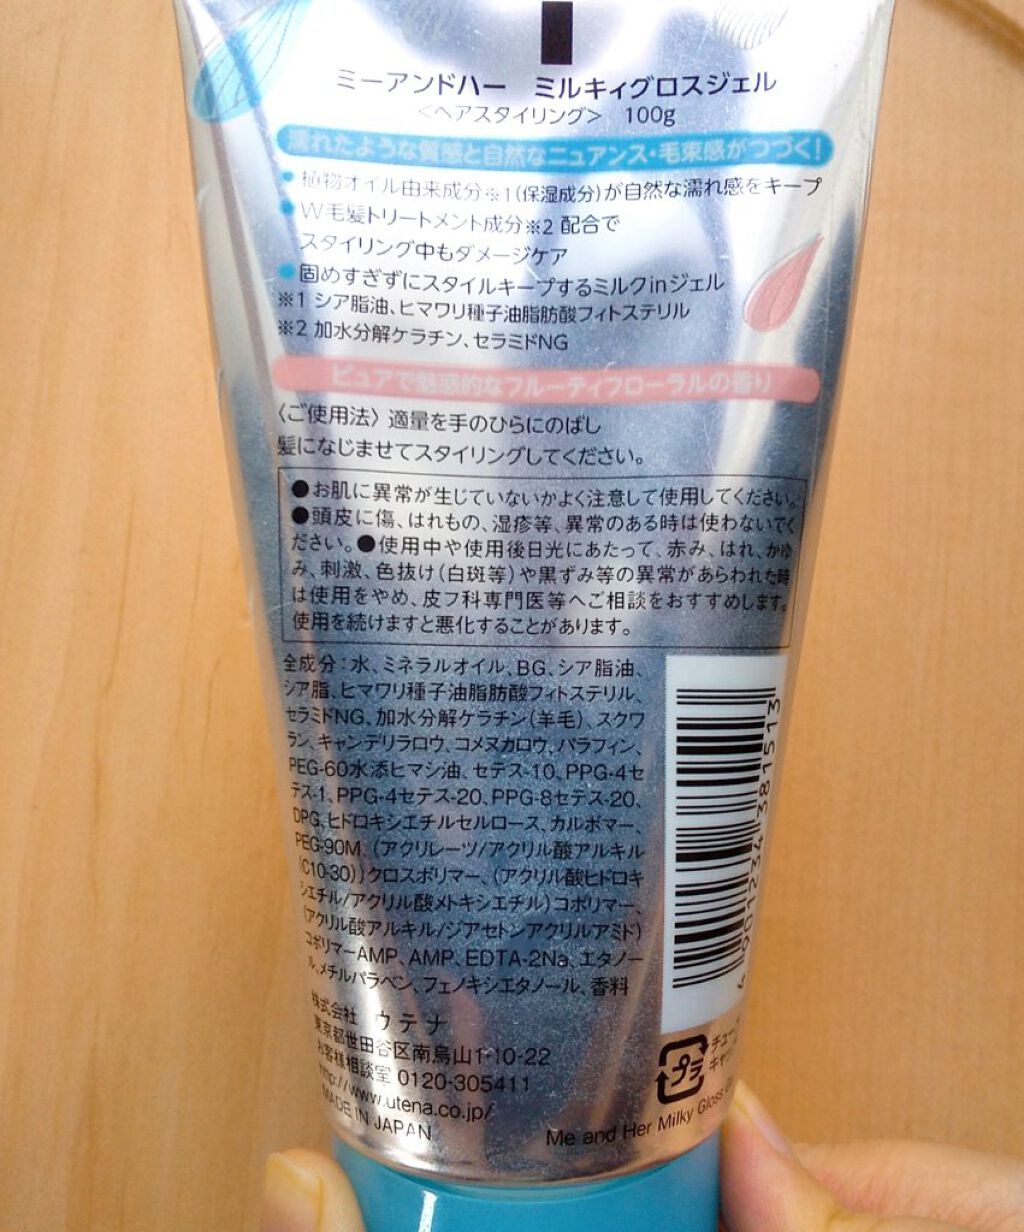 ミーアンドハー ミルキィグロスジェル
<ヘアスタイリング> 100g
濡れたような質感と自然なニュアンス・毛束感がつづく!
● 植物オイル由来成分※1(保湿成分)が自然な濡れ感をキープ
● W毛髪トリートメント成分※2 配合で
スタイリング中もダメージケア
● 固めすぎずにスタイルキープするミルクinジェル
※1 シア脂油、ヒマワリ種子油脂肪酸フィトステリル
※2 加水分解ケラチン、セラミドNG
ピュアで魅惑的なフルーティフローラルの香り
〈ご使用法〉 適量を手のひらにのばし
髪になじませてスタイリングしてください。
●お肌に異常が生じていないかよく注意して使用してください。
●頭皮に傷、はれもの、湿疹等、異常のある時は使わないでく
ださい。●使用中や使用後日光にあたって、赤み、はれ、かゆ
み、刺激、色抜け(白斑等)や黒ずみ等の異常があらわれた時
は使用をやめ、皮フ科専門医等へご相談をおすすめします。
使用を続けますと悪化することがあります。
全成分:水、ミネラルオイル、BG、シア脂油、
シア脂、ヒマワリ種子油脂肪酸フィトステリル、
セラミドNG、加水分解ケラチン(羊毛)、スクワ
ラン、キャンデリラロウ、コメヌカロウ、パラフィン、
PEG-60水添ヒマシ油、セテス-10、PPG-4セ
テス-1、PPG-4セテス-20、PPG-8セテス-20、
DPG、ヒドロキシエチルセルロース、カルボマー、
PEG-90M、(アクリレーツ/アクリル酸アルキル
(C10-30))クロスポリマー、(アクリル酸ヒドロキ
シエチル/アクリル酸メトキシエチル)コポリマー、
(アクリル酸アルキル/ジアセトンアクリルアミド)
コポリマーAMP、AMP、EDTA-2Na、エタノー
ル、メチルパラベン、フェノキシエタノール、香料
株式会社 ウテナ
東京都世田谷区南烏山1-10-22
お客様相談室 0120-305411
http://www.utena.co.jp/
MADE IN JAPAN
4 901234 381513
プラ
チュー
キャッ
Me and Her Milky Gloss